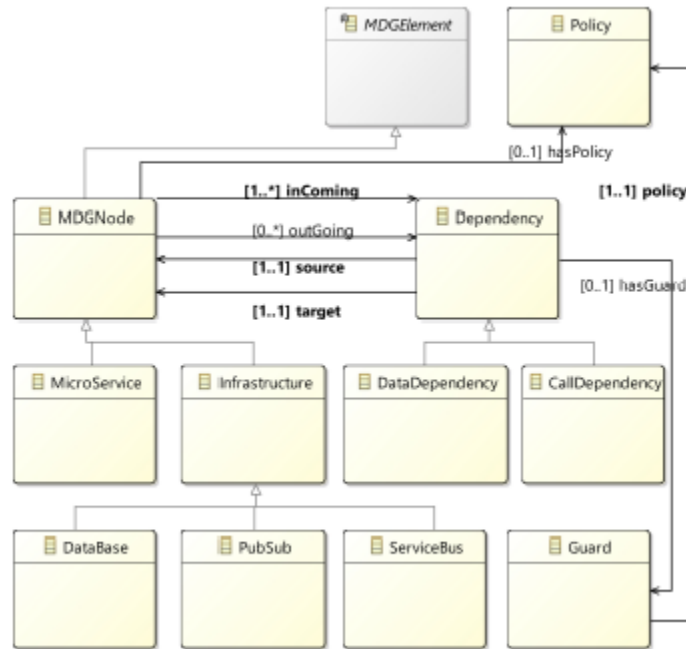 MDGElement
Policy
[0..1] hasPolicy
[1..*] inComing
[1..1] policy
MDGNode
Dependency
[0..*] outGoing
[1..1] source
[0..1] hasGuard
[1..1] target
MicroService
Infrastructure
DataDependency
CallDependency
DataBase
PubSub
ServiceBus
Guard